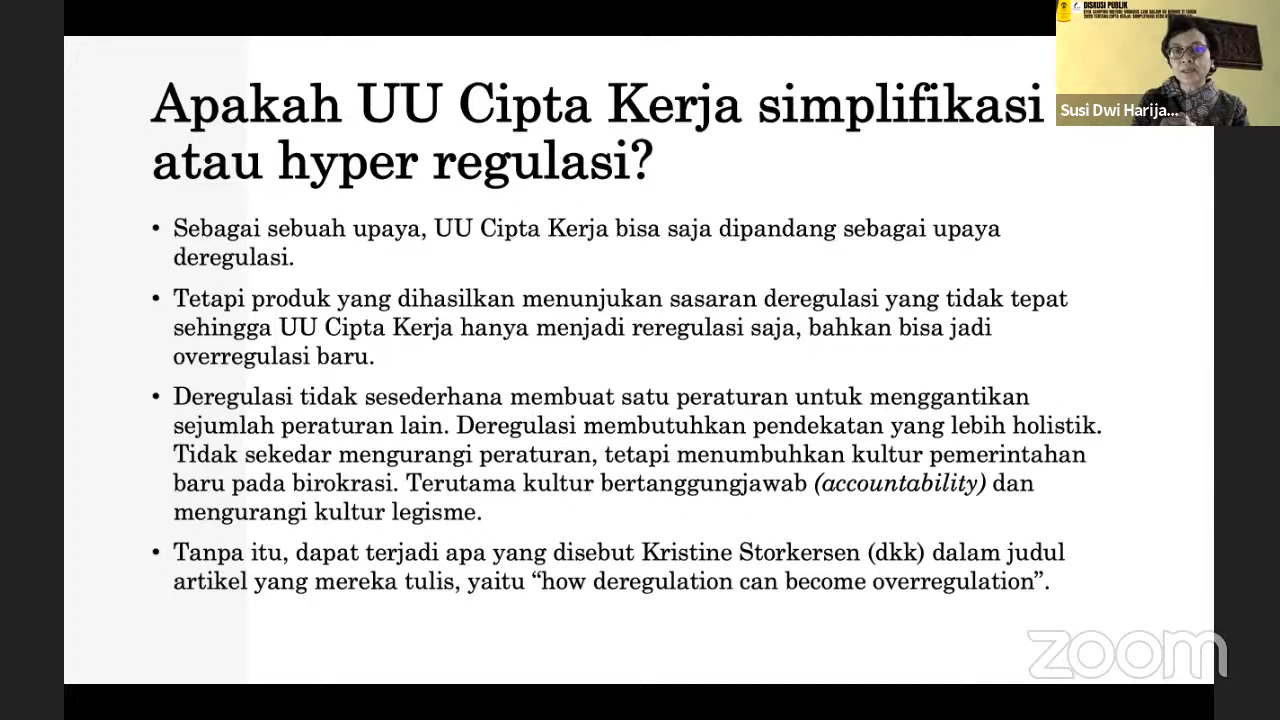 DISKUSI PUBLIK
Apakah UU Cipta Kerja simplifikasi
atau hyper regulasi?
Susi Dwi Harija...
• Sebagai sebuah upaya, UU Cipta Kerja bisa saja dipandang sebagai upaya
deregulasi.
• Tetapi produk yang dihasilkan menunjukan sasaran deregulasi yang tidak tepat
sehingga UU Cipta Kerja hanya menjadi reregulasi saja, bahkan bisa jadi
overregulasi baru.
• Deregulasi tidak sesederhana membuat satu peraturan untuk menggantikan
sejumlah peraturan lain. Deregulasi membutuhkan pendekatan yang lebih holistik.
Tidak sekedar mengurangi peraturan, tetapi menumbuhkan kultur pemerintahan
baru pada birokrasi. Terutama kultur bertanggungjawab (accountability) dan
mengurangi kultur legisme.
• Tanpa itu, dapat terjadi apa yang disebut Kristine Storkersen (dkk) dalam judul
artikel yang mereka tulis, yaitu “how deregulation can become overregulation”.
zoom